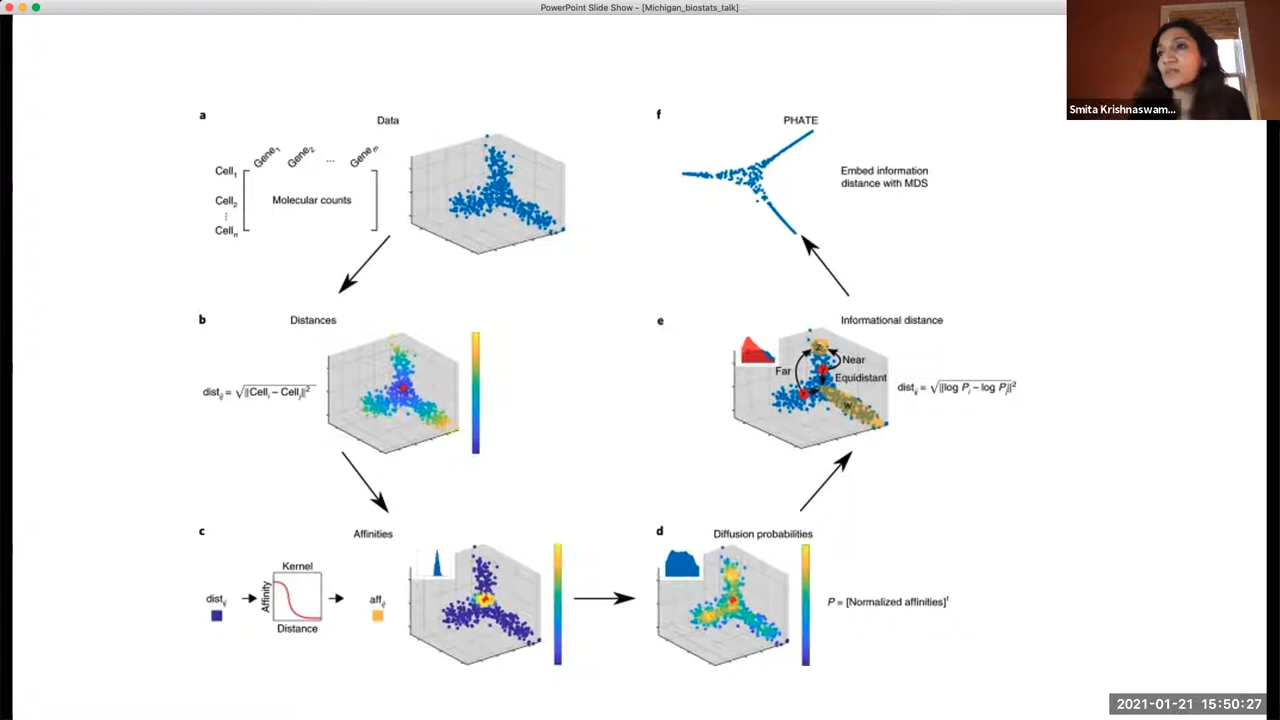 PowerPoint Slide Show - [Michigan_biostats_talk]
Smita Krishnaswam...
a
Data
Gene₁ Gene₂ ... Geneₘ
Cell₁
Cell₂
⋮
Cellₙ
Molecular counts
b
Distances
distᵢⱼ = √‖Cellᵢ – Cellⱼ‖²
c
Affinities
Kernel
distᵢⱼ
Affinity
Distance
affᵢⱼ
d
Diffusion probabilities
P = [Normalized affinities]ᵗ
e
Informational distance
Z
Near
Far
Equidistant
W
distᵢⱼ = √‖log Pᵢ – log Pⱼ‖²
f
PHATE
Embed information
distance with MDS
2021-01-21 15:50:27